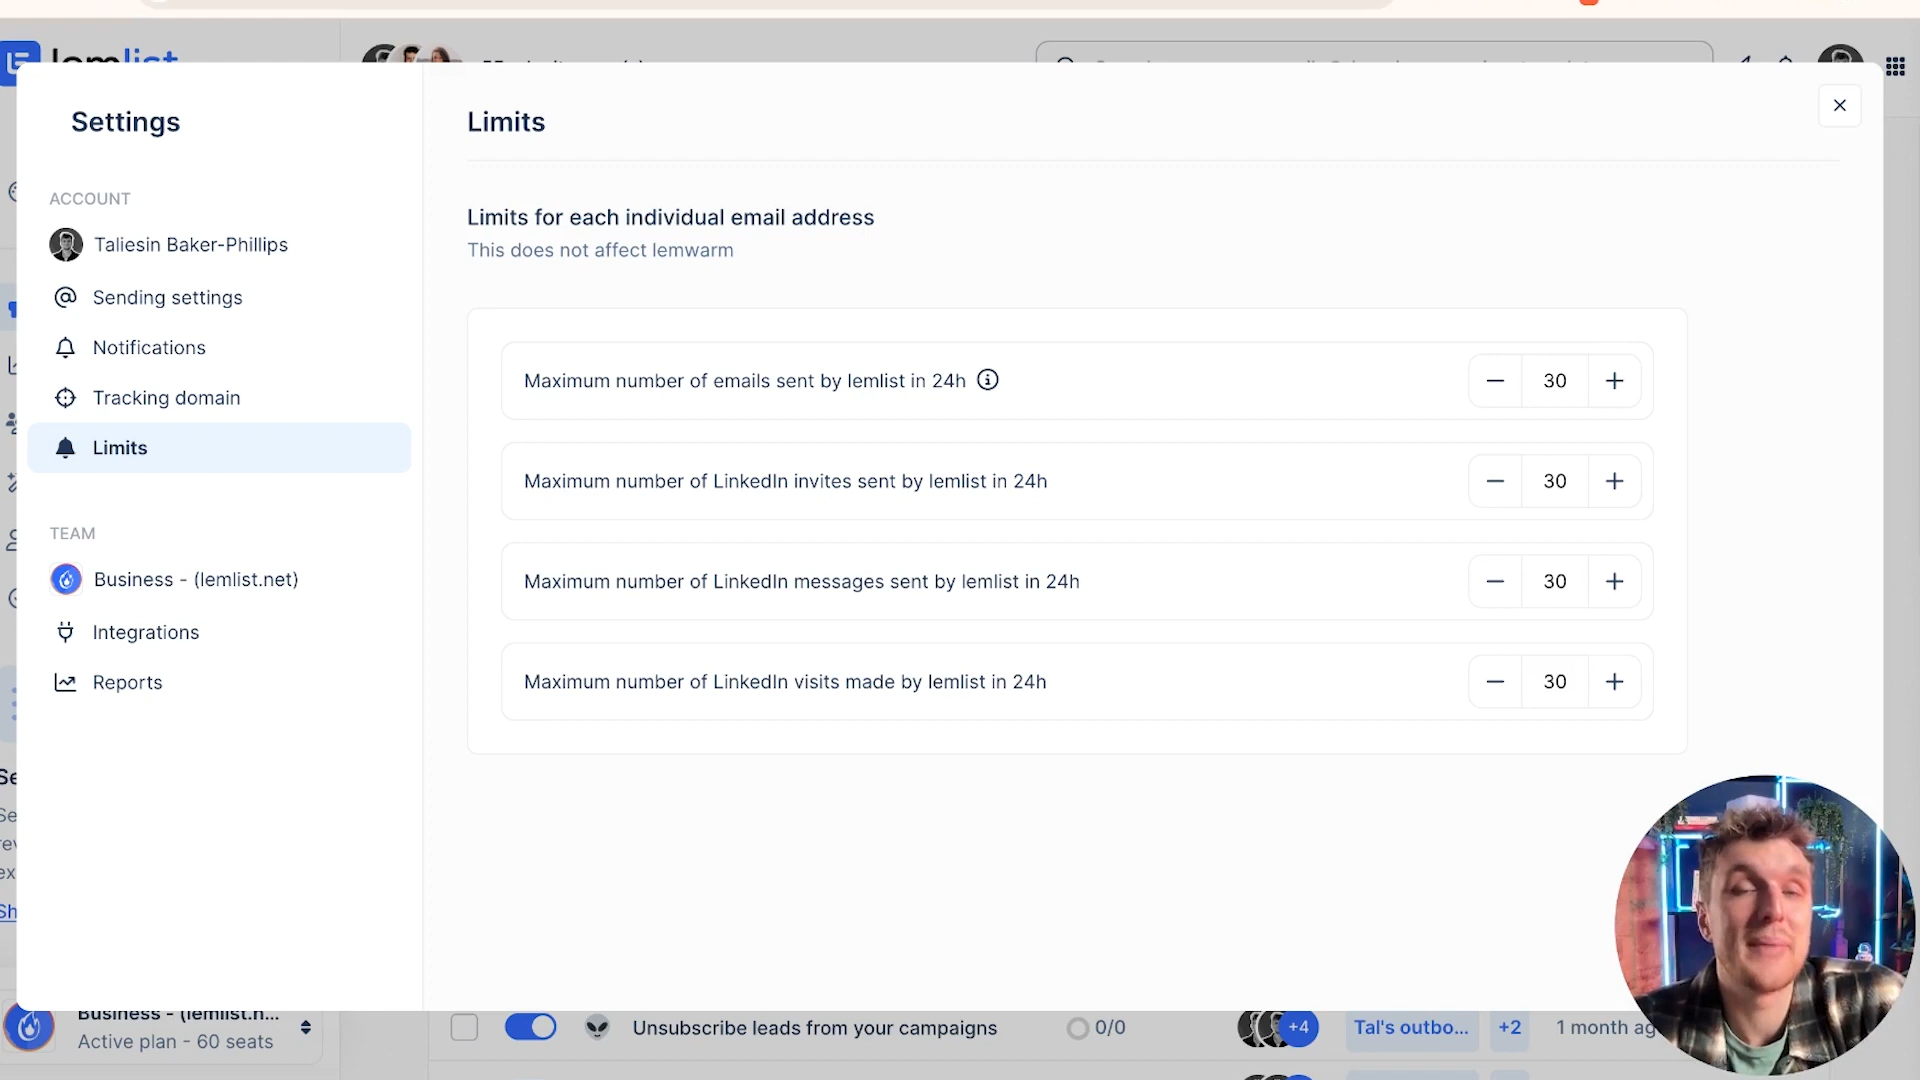 lemlist
Settings
ACCOUNT
Taliesin Baker-Phillips
Sending settings
Notifications
Tracking domain
Limits
TEAM
Business - (lemlist.net)
Integrations
Reports
Limits
Limits for each individual email address
This does not affect lemwarm
Maximum number of emails sent by lemlist in 24h
30
Maximum number of LinkedIn invites sent by lemlist in 24h
30
Maximum number of LinkedIn messages sent by lemlist in 24h
30
Maximum number of LinkedIn visits made by lemlist in 24h
30
Business - (lemlist.n...
Active plan - 60 seats
Unsubscribe leads from your campaigns
0/0
+4
Tal's outbo...
+2
1 month ag